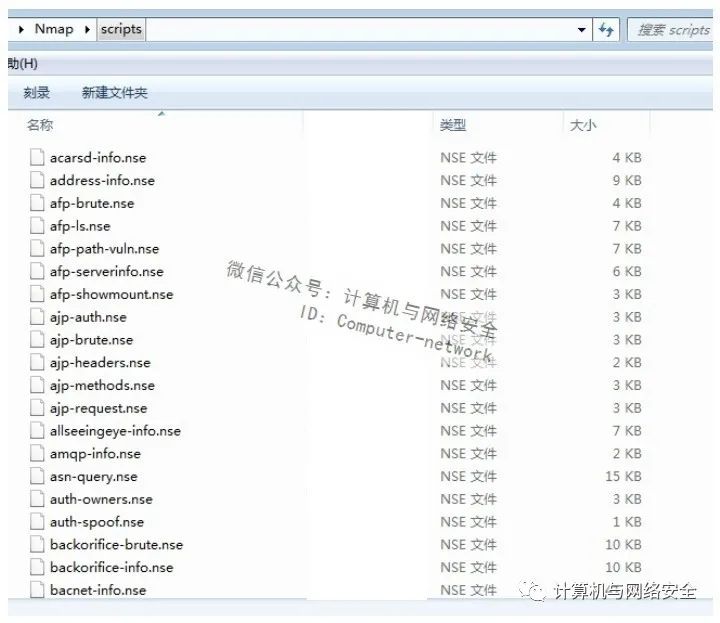 Nmap scripts 搜索 scripts
助(H)
刻录 新建文件夹
名称 类型 大小
acarsd-info.nse NSE 文件 4 KB
address-info.nse NSE 文件 9 KB
afp-brute.nse NSE 文件 4 KB
afp-ls.nse NSE 文件 7 KB
afp-path-vuln.nse NSE 文件 7 KB
afp-serverinfo.nse NSE 文件 6 KB
afp-showmount.nse NSE 文件 3 KB
ajp-auth.nse NSE 文件 3 KB
ajp-brute.nse NSE 文件 3 KB
ajp-headers.nse NSE 文件 2 KB
ajp-methods.nse NSE 文件 3 KB
ajp-request.nse NSE 文件 3 KB
allseeingeye-info.nse NSE 文件 7 KB
amqp-info.nse NSE 文件 2 KB
asn-query.nse NSE 文件 15 KB
auth-owners.nse NSE 文件 3 KB
auth-spoof.nse NSE 文件 1 KB
backorifice-brute.nse NSE 文件 10 KB
backorifice-info.nse NSE 文件 10 KB
bacnet-info.nse NSE 文件
微信公众号：计算机与网络安全
ID：Computer-network
计算机与网络安全